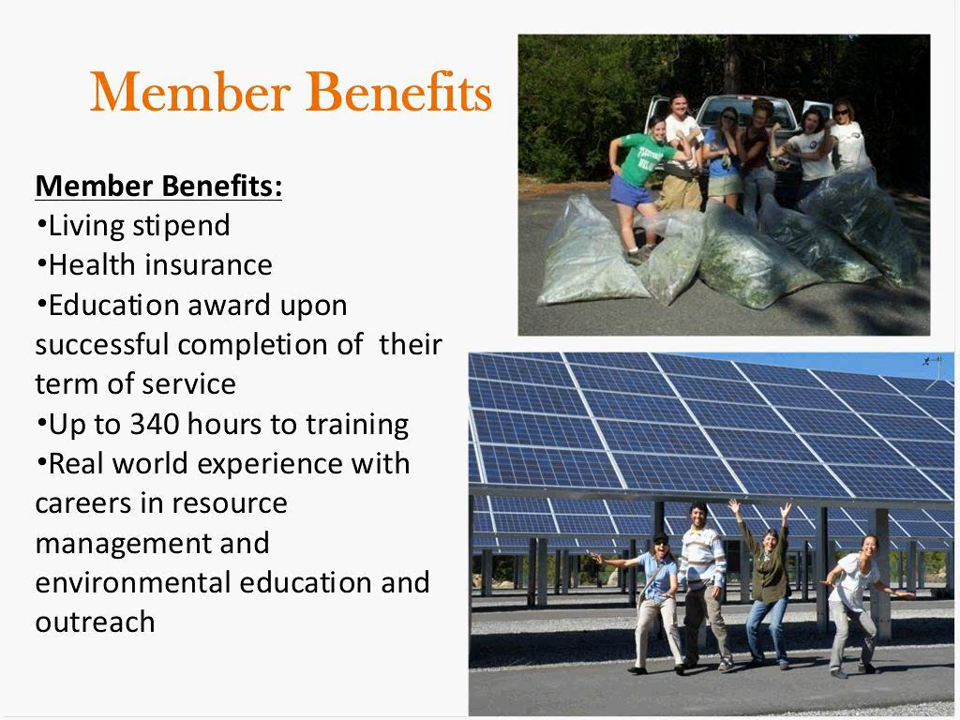 Member Benefits
Member Benefits:
•Living stipend
•Health insurance
•Education award upon
successful completion of  their
term of service
•Up to 340 hours to training
•Real world experience with
careers in resource
management and
environmental education and
outreach